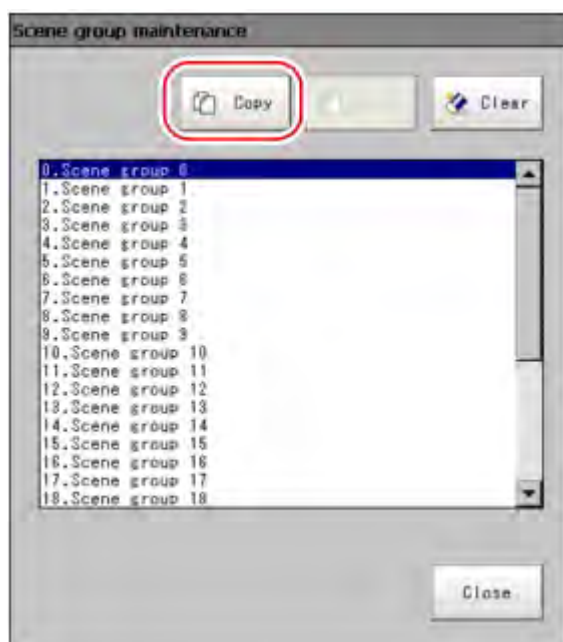 Scene group maintenance
Copy
Clear
0.Scene group 0
1.Scene group 1
2.Scene group 2
3.Scene group 3
4.Scene group 4
5.Scene group 5
6.Scene group 6
7.Scene group 7
8.Scene group 8
9.Scene group 9
10.Scene group 10
11.Scene group 11
12.Scene group 12
13.Scene group 13
14.Scene group 14
15.Scene group 15
16.Scene group 16
17.Scene group 17
18.Scene group 18
Close